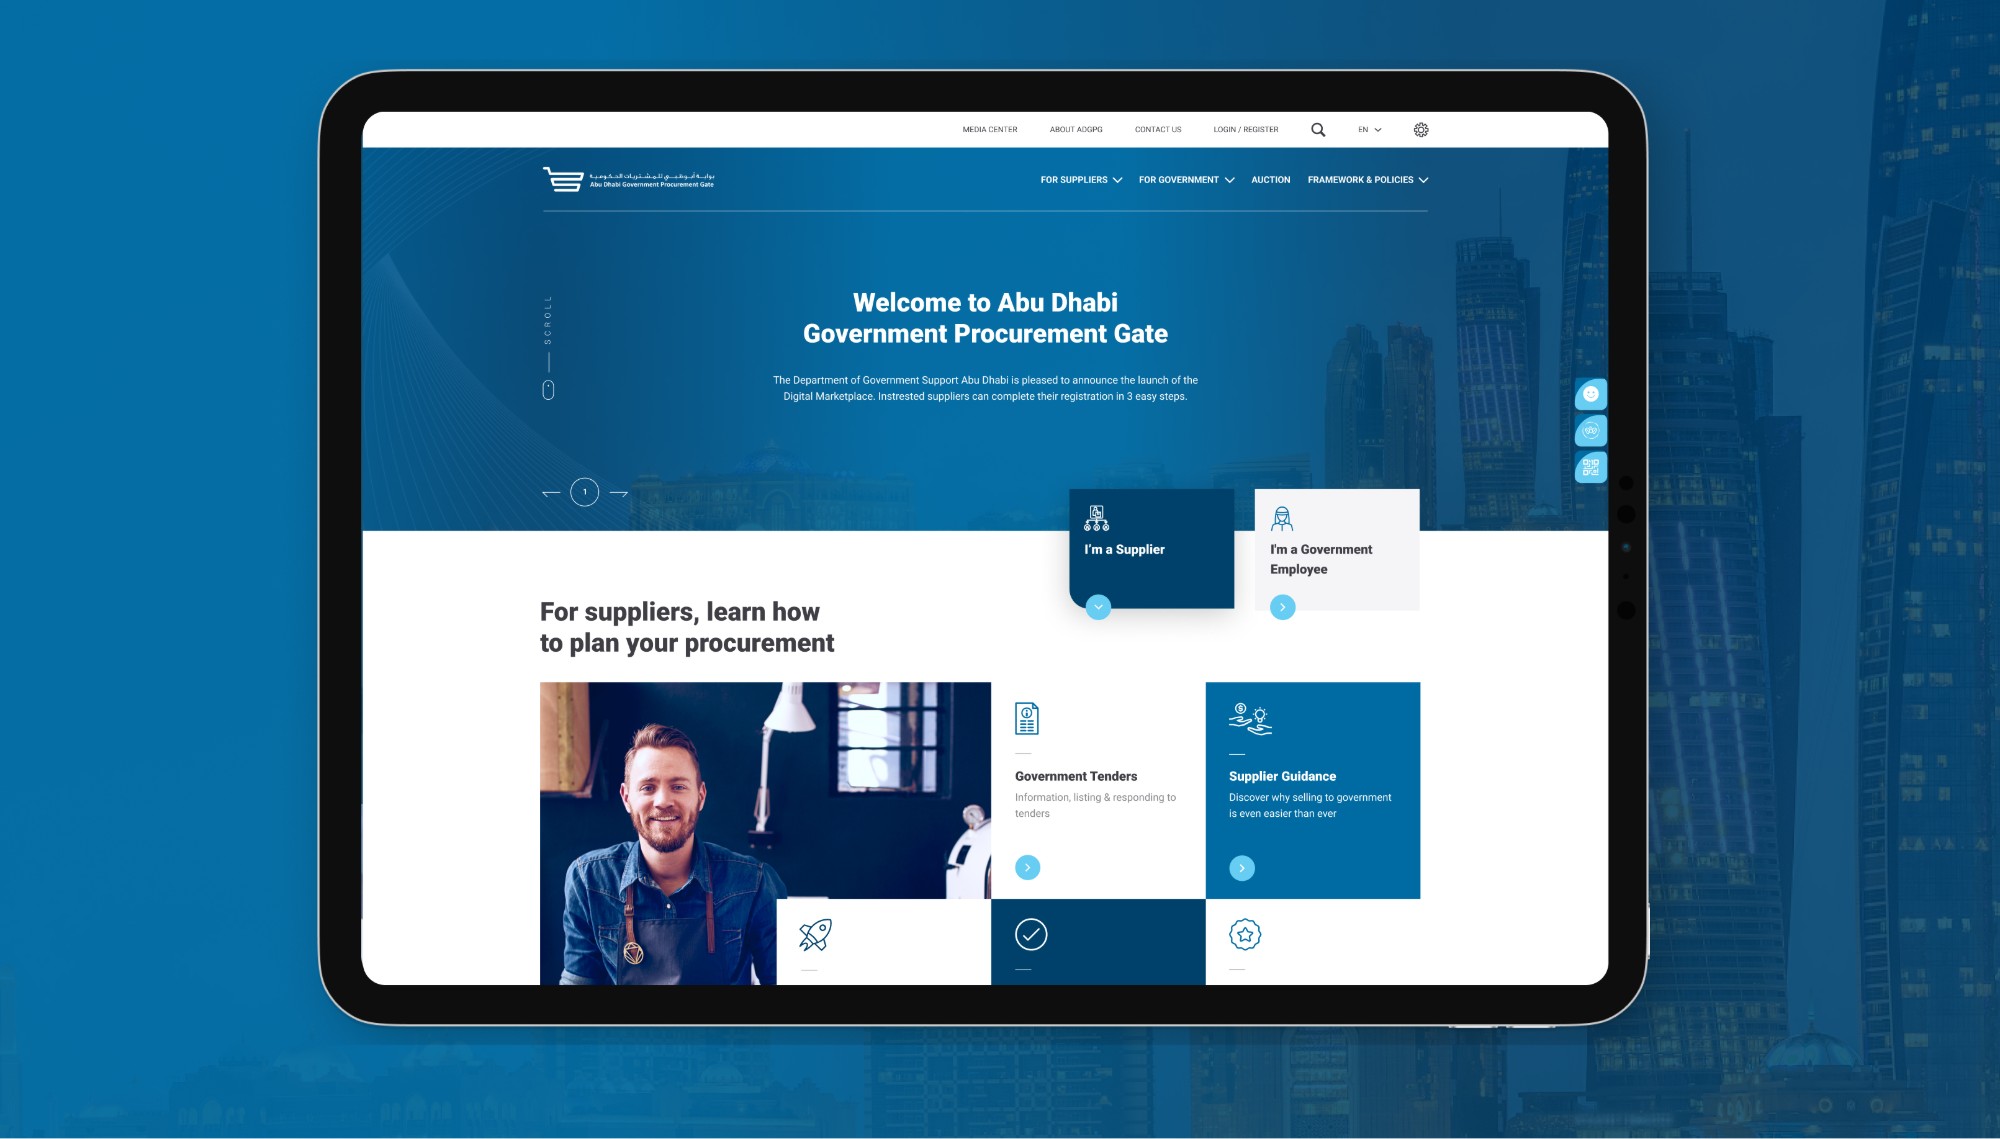 MEDIA CENTER
ABOUT ADGPG
CONTACT US
LOGIN / REGISTER
EN
بوابة أبوظبي للمشتريات الحكومية
Abu Dhabi Government Procurement Gate
FOR SUPPLIERS
FOR GOVERNMENT
AUCTION
FRAMEWORK & POLICIES
SCROLL
Welcome to Abu Dhabi
Government Procurement Gate
The Department of Government Support Abu Dhabi is pleased to announce the launch of the
Digital Marketplace. Instrested suppliers can complete their registration in 3 easy steps.
1
I'm a Supplier
I'm a Government
Employee
For suppliers, learn how
to plan your procurement
Government Tenders
Information, listing & responding to
tenders
Supplier Guidance
Discover why selling to government
is even easier than ever